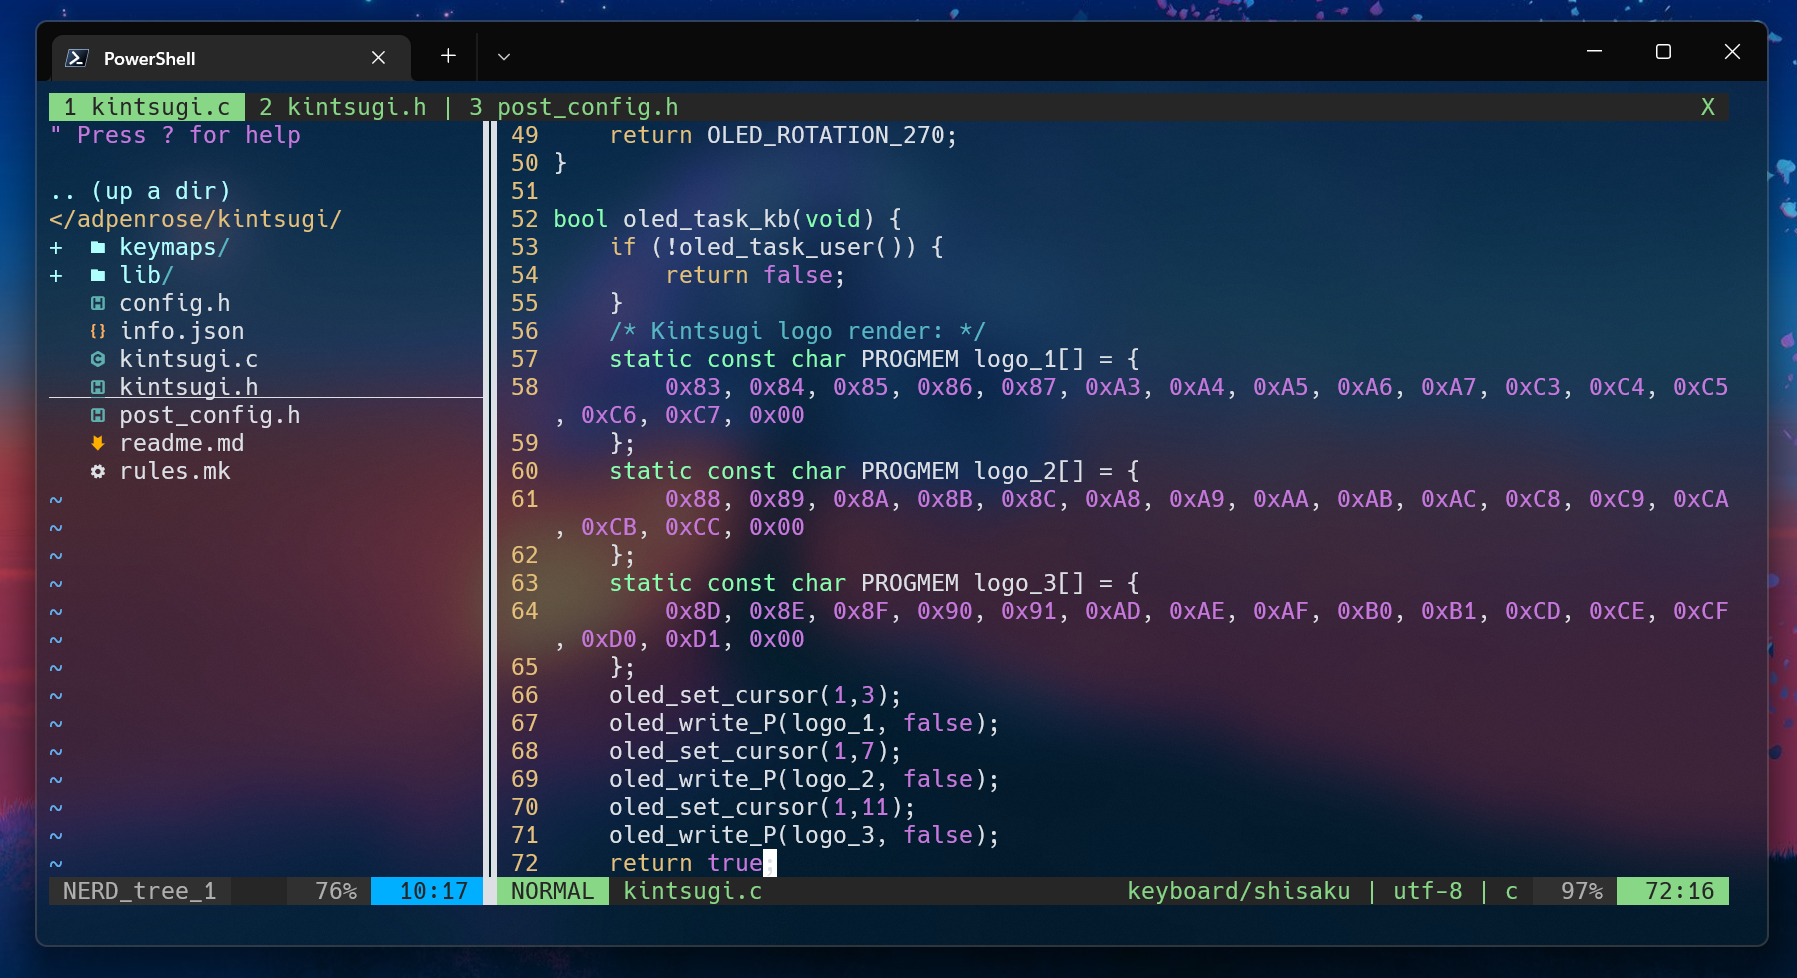 PowerShell
1 kintsugi.c 2 kintsugi.h | 3 post_config.h X
" Press ? for help
.. (up a dir)
</adpenrose/kintsugi/
+ keymaps/
+ lib/
config.h
info.json
kintsugi.c
kintsugi.h
post_config.h
readme.md
rules.mk
~
~
~
~
~
~
~
~
~
~
~
~
~
~
NERD_tree_1 76% 10:17
49     return OLED_ROTATION_270;
50 }
51
52 bool oled_task_kb(void) {
53     if (!oled_task_user()) {
54         return false;
55     }
56     /* Kintsugi logo render: */
57     static const char PROGMEM logo_1[] = {
58         0x83, 0x84, 0x85, 0x86, 0x87, 0xA3, 0xA4, 0xA5, 0xA6, 0xA7, 0xC3, 0xC4, 0xC5
, 0xC6, 0xC7, 0x00
59     };
60     static const char PROGMEM logo_2[] = {
61         0x88, 0x89, 0x8A, 0x8B, 0x8C, 0xA8, 0xA9, 0xAA, 0xAB, 0xAC, 0xC8, 0xC9, 0xCA
, 0xCB, 0xCC, 0x00
62     };
63     static const char PROGMEM logo_3[] = {
64         0x8D, 0x8E, 0x8F, 0x90, 0x91, 0xAD, 0xAE, 0xAF, 0xB0, 0xB1, 0xCD, 0xCE, 0xCF
, 0xD0, 0xD1, 0x00
65     };
66     oled_set_cursor(1,3);
67     oled_write_P(logo_1, false);
68     oled_set_cursor(1,7);
69     oled_write_P(logo_2, false);
70     oled_set_cursor(1,11);
71     oled_write_P(logo_3, false);
72     return true;
NORMAL kintsugi.c keyboard/shisaku | utf-8 | c 97% 72:16